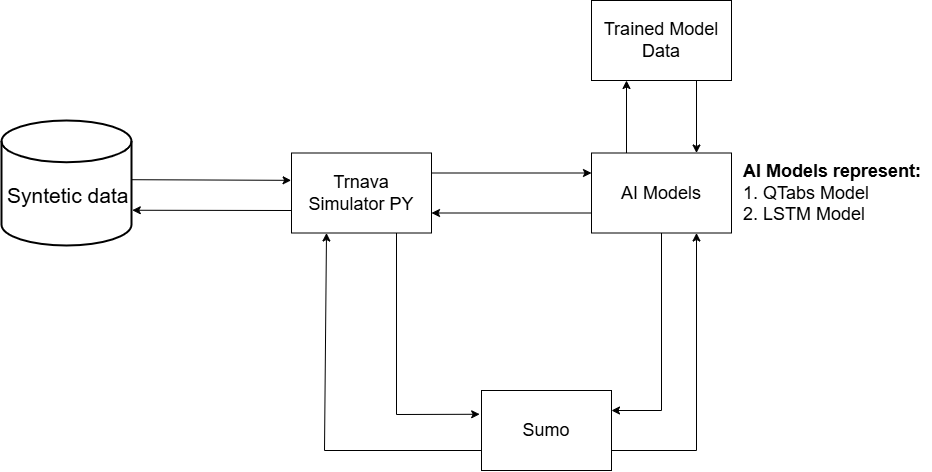 Trained Model
Data
Syntetic data
Trnava
Simulator PY
AI Models
AI Models represent:
1. QTabs Model
2. LSTM Model
Sumo